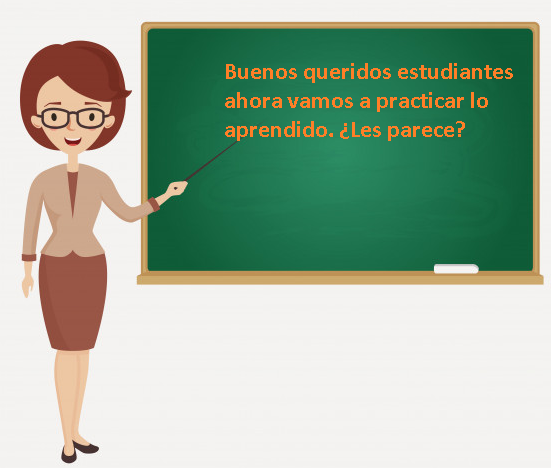 Buenos queridos estudiantes
ahora vamos a practicar lo
aprendido. ¿Les parece?